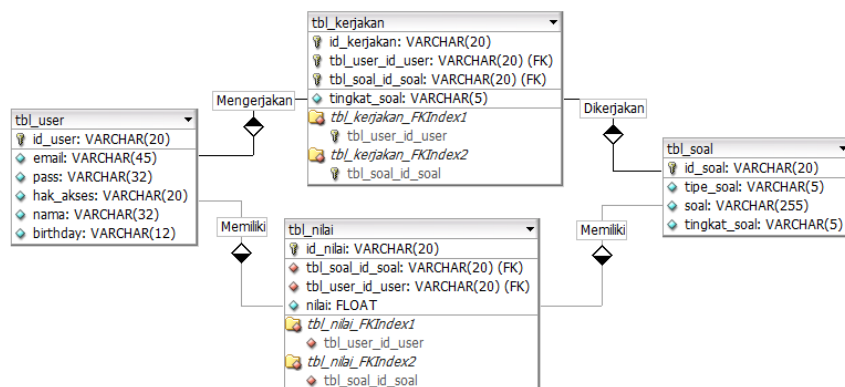 tbl_kerjakan
id_kerjakan: VARCHAR(20)
tbl_user_id_user: VARCHAR(20) (FK)
tbl_soal_id_soal: VARCHAR(20) (FK)
tingkat_soal: VARCHAR(5)
tbl_kerjakan_FKIndex1
tbl_user_id_user
tbl_kerjakan_FKIndex2
tbl_soal_id_soal
Mengerjakan
Dikerjakan
tbl_user
id_user: VARCHAR(20)
email: VARCHAR(45)
pass: VARCHAR(32)
hak_akses: VARCHAR(20)
nama: VARCHAR(32)
birthday: VARCHAR(12)
tbl_soal
id_soal: VARCHAR(20)
tipe_soal: VARCHAR(5)
soal: VARCHAR(255)
tingkat_soal: VARCHAR(5)
Memiliki
Memiliki
tbl_nilai
id_nilai: VARCHAR(20)
tbl_soal_id_soal: VARCHAR(20) (FK)
tbl_user_id_user: VARCHAR(20) (FK)
nilai: FLOAT
tbl_nilai_FKIndex1
tbl_user_id_user
tbl_nilai_FKIndex2
tbl_soal_id_soal